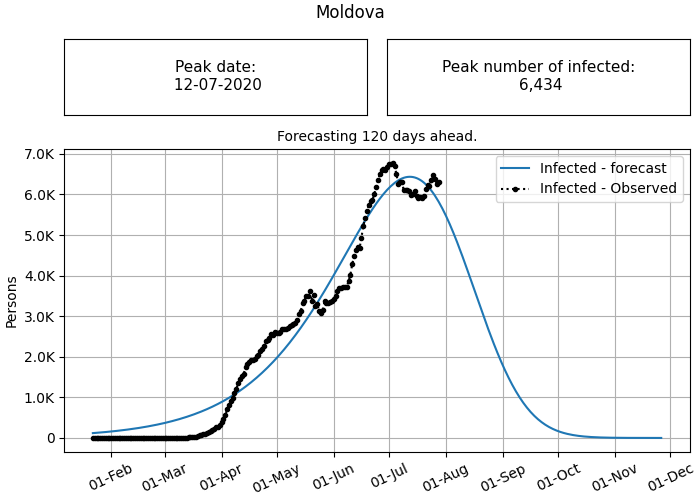 Moldova
Peak date:
12-07-2020
Peak number of infected:
6,434
Forecasting 120 days ahead.
7.0K
6.0K
5.0K
4.0K
3.0K
2.0K
1.0K
0
Persons
Infected - forecast
Infected - Observed
01-Feb
01-Mar
01-Apr
01-May
01-Jun
01-Jul
01-Aug
01-Sep
01-Oct
01-Nov
01-Dec